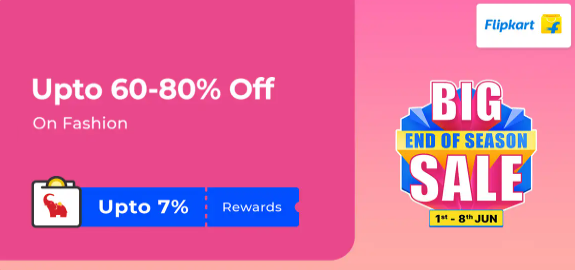 Upto 60-80% Off
On Fashion
Upto 7% Rewards
Flipkart
BIG
END OF SEASON
SALE
1st - 8th JUN